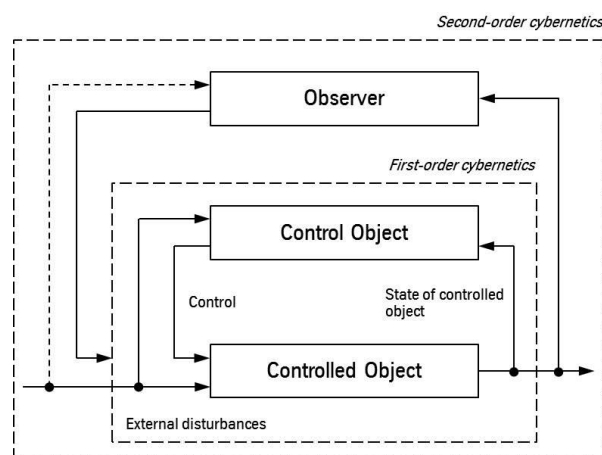 Second-order cybernetics
Observer
First-order cybernetics
Control Object
Control
State of controlled
object
Controlled Object
External disturbances